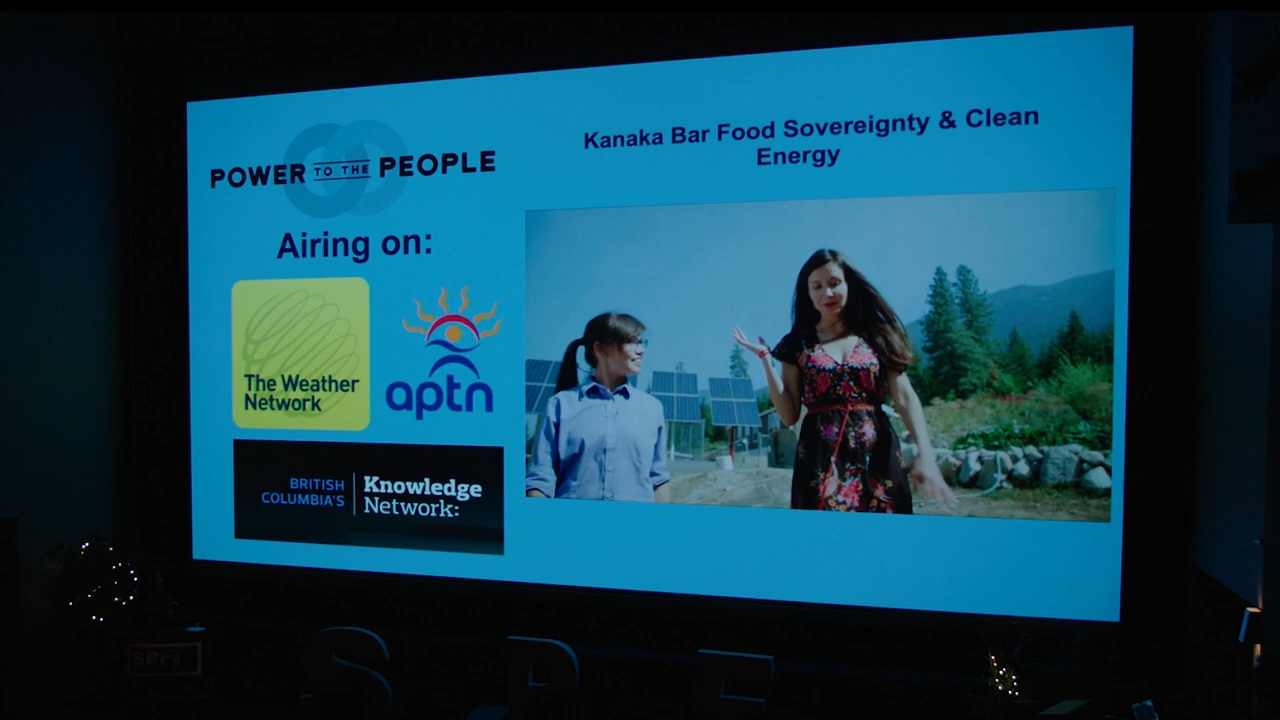 POWER TO THE PEOPLE
Airing on:
The Weather
Network
aptn
BRITISH
COLUMBIA'S
Knowledge
Network:
Kanaka Bar Food Sovereignty & Clean
Energy